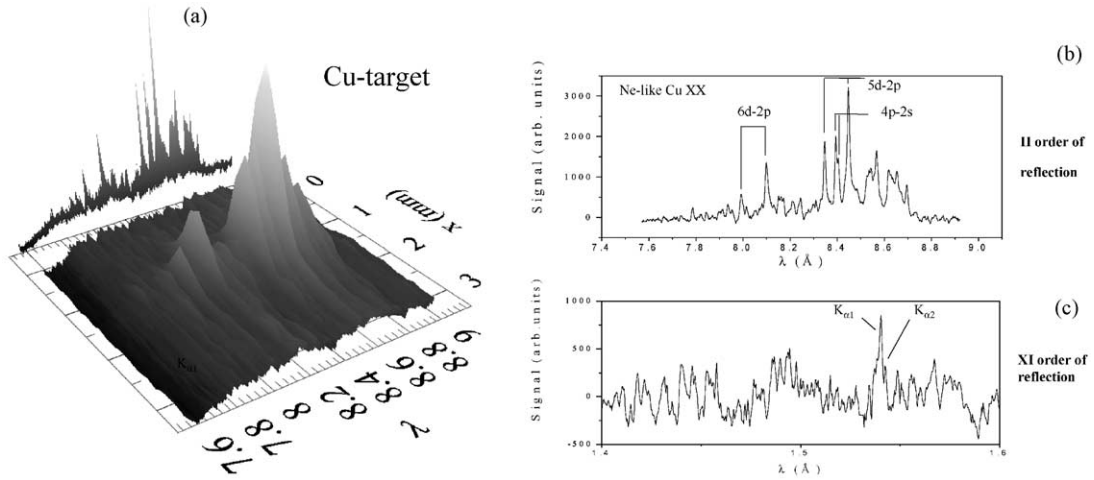 (a)
Cu-target
K α1
0
1
2
3
x (mm)
7.6
7.8
8
8.2
8.4
8.6
8.8
9
λ
(b)
Ne-like Cu XX
6d-2p
5d-2p
4p-2s
II order of
reflection
Signal (arb. units)
3000
2000
1000
0
7.4 7.6 7.8 8.0 8.2 8.4 8.6 8.8 9.0
λ (Å)
(c)
Kα1
Kα2
XI order of
reflection
Signal (arb.units)
1000
500
250
0
-500
1.4 1.5 1.6
λ (Å)